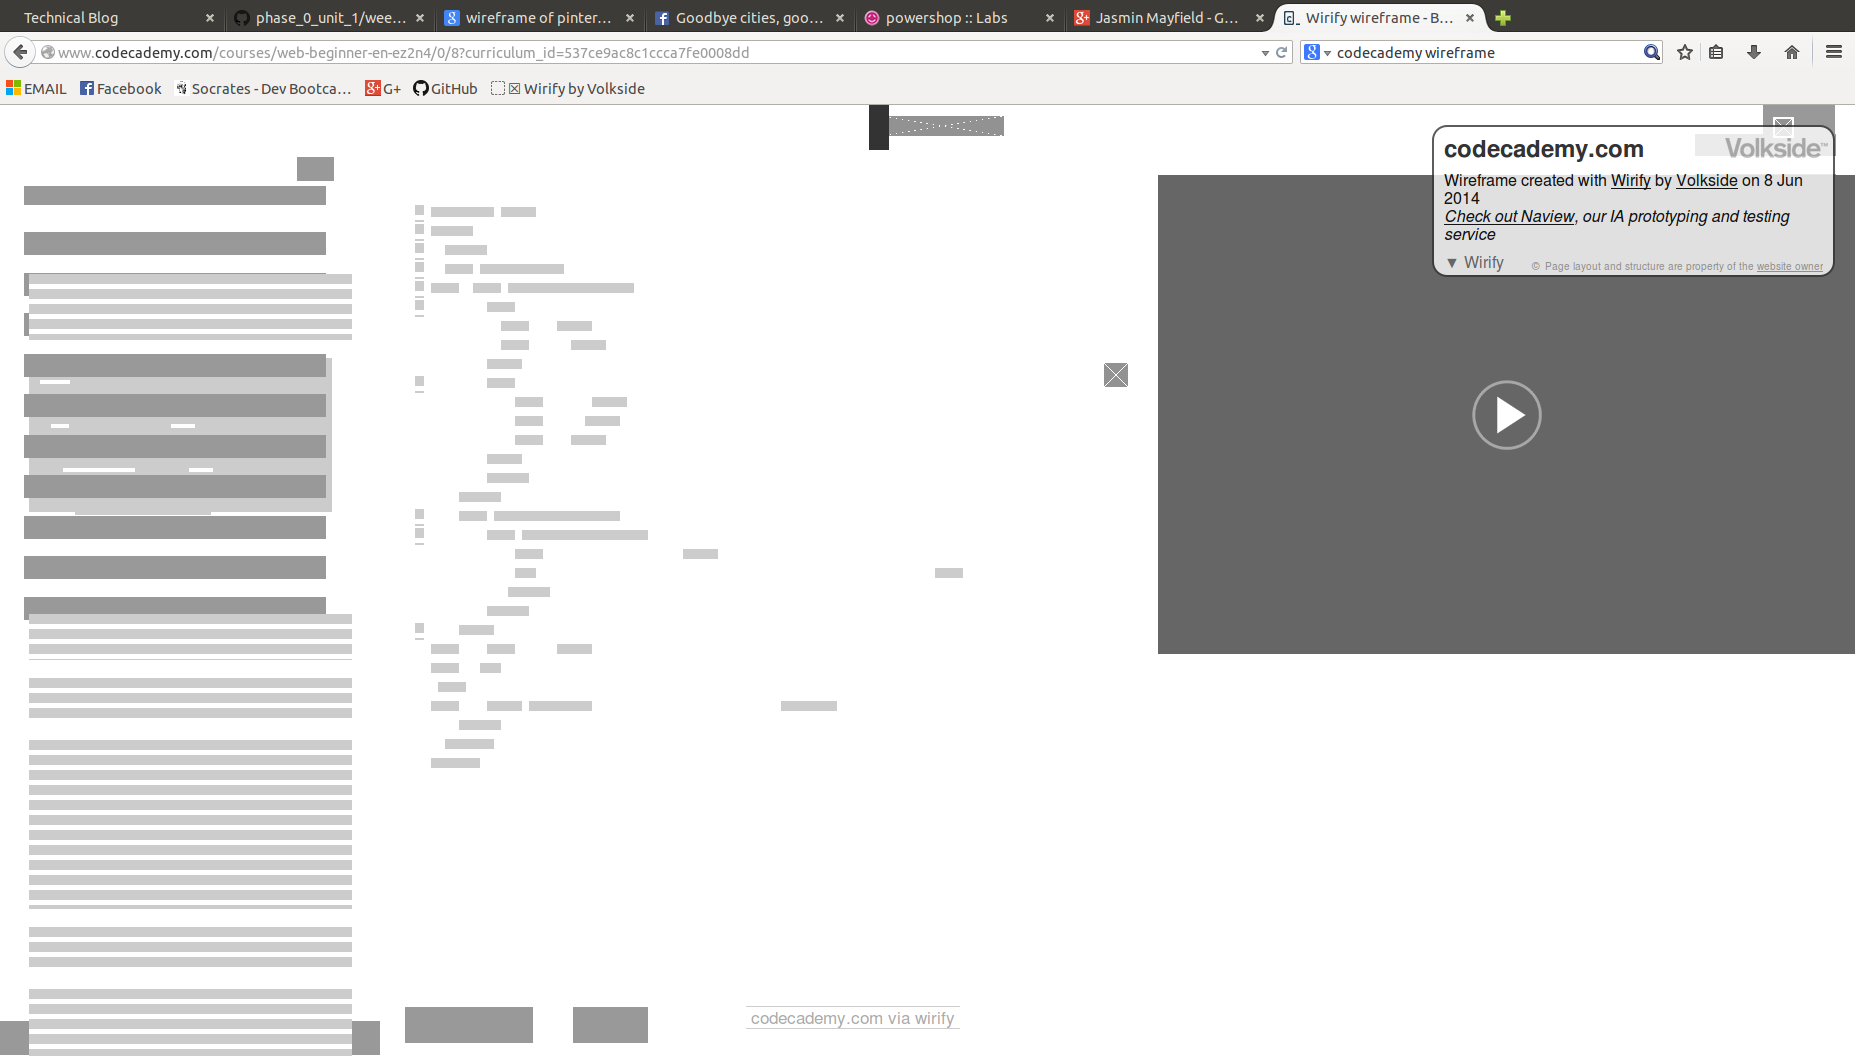 Technical Blog
phase_0_unit_1/wee...
wireframe of pinter...
Goodbye cities, goo...
powershop :: Labs
Jasmin Mayfield - G...
Wirify wireframe - B...
www.codecademy.com/courses/web-beginner-en-ez2n4/0/8?curriculum_id=537ce9ac8c1ccca7fe0008dd
codecademy wireframe
EMAIL
Facebook
Socrates - Dev Bootca...
G+
GitHub
Wirify by Volkside
codecademy.com
Volkside™
Wireframe created with Wirify by Volkside on 8 Jun
2014
Check out Naview, our IA prototyping and testing
service
▼ Wirify
© Page layout and structure are property of the website owner
codecademy.com via wirify